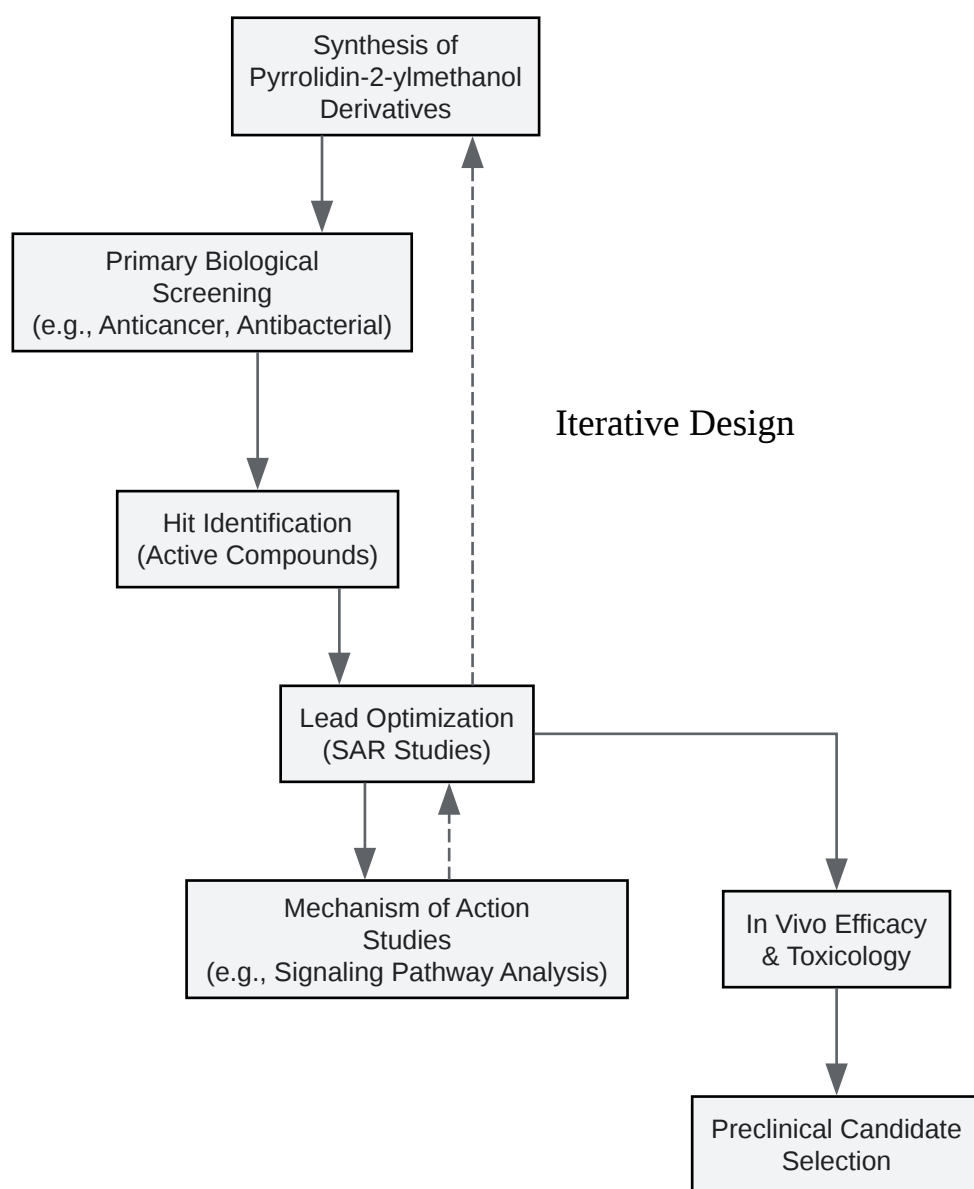 Synthesis of
Pyrrolidin-2-ylmethanol
Derivatives
Primary Biological
Screening
(e.g., Anticancer, Antibacterial)
Iterative Design
Hit Identification
(Active Compounds)
Lead Optimization
(SAR Studies)
Mechanism of Action
Studies
(e.g., Signaling Pathway Analysis)
In Vivo Efficacy
& Toxicology
Preclinical Candidate
Selection